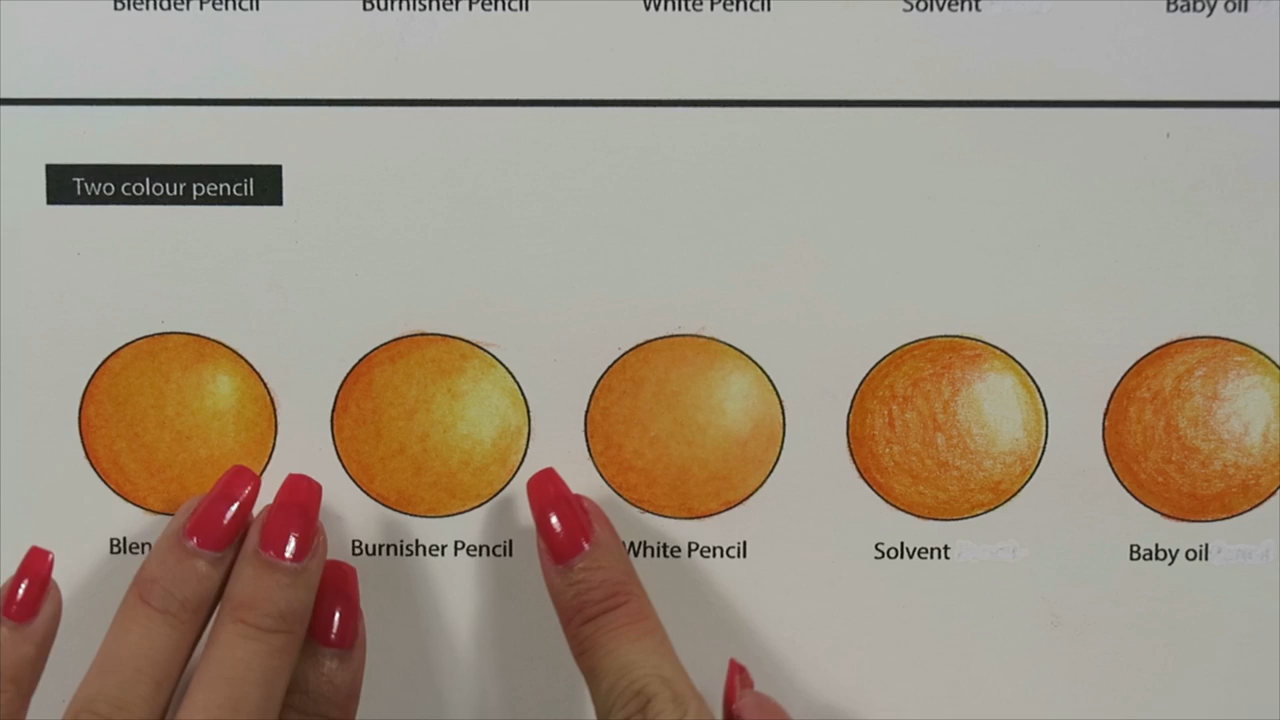 Blender Pencil Burnisher Pencil White Pencil Solvent Baby oil
Two colour pencil
Blen Burnisher Pencil White Pencil Solvent Baby oil